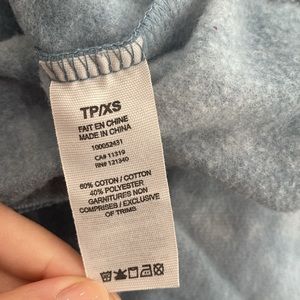 TP/XS
FAIT EN CHINE
MADE IN CHINA
100052431
CA# 11319
RN# 121340
60% COTON / COTTON
40% POLYESTER
GARNITURES NON
COMPRISES / EXCLUSIVE
OF TRIMS.